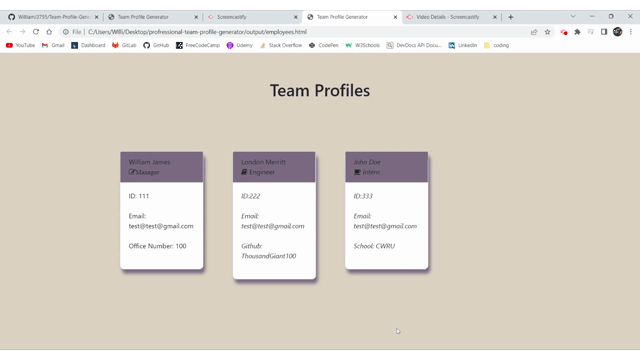 William/3755/Team-Profile-Gene
Team Profile Generator
Screencastify
Team Profile Generator
Video Details - Screencastify
File
C:/Users/Willi/Desktop/profressional-team-profile-generator/output/employees.html
YouTube
Gmail
Dashboard
GitLab
GitHub
FreeCodeCamp
Udemy
Stack Overflow
CodePen
W3Schools
DevDocs API Docu...
LinkedIn
coding
Team Profiles
William James
Manager
ID: 111
Email:
test@test@gmail.com
Office Number: 100
London Merritt
Engineer
ID:222
Email:
test@test@gmail.com
Github:
ThousandGiant100
John Doe
Intern
ID:333
Email:
test@test@gmail.com
School: CWRU